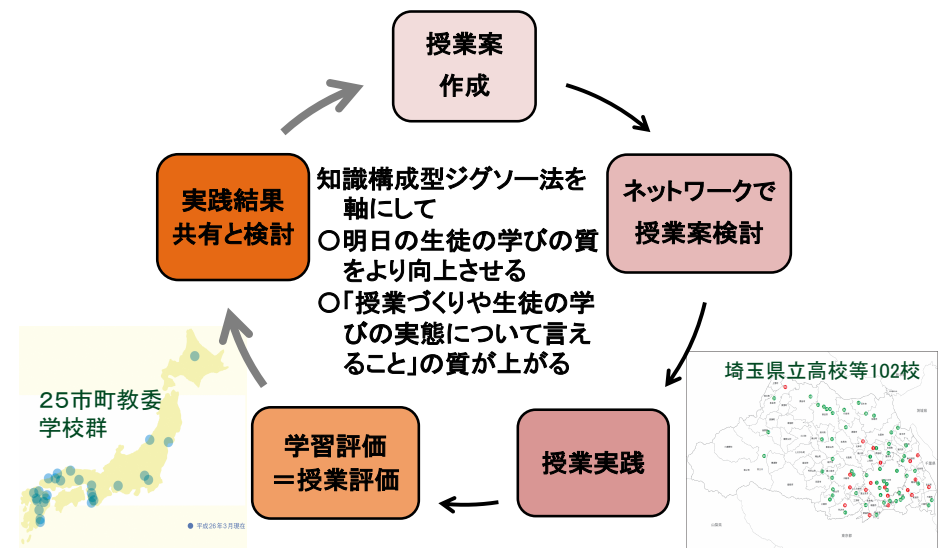 授業案
作成
ネットワークで
授業案検討
授業実践
学習評価
＝授業評価
実践結果
共有と検討
知識構成型ジグソー法を
軸にして
○明日の生徒の学びの質
をより向上させる
○「授業づくりや生徒の学
びの実態について言え
ること」の質が上がる
25市町教委
学校群
● 平成26年3月現在
埼玉県立高校等102校